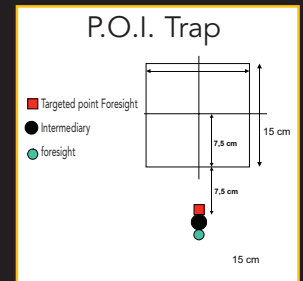 P.O.I. Trap
Targeted point Foresight
Intermediary
foresight
15 cm
7,5 cm
7,5 cm
15 cm